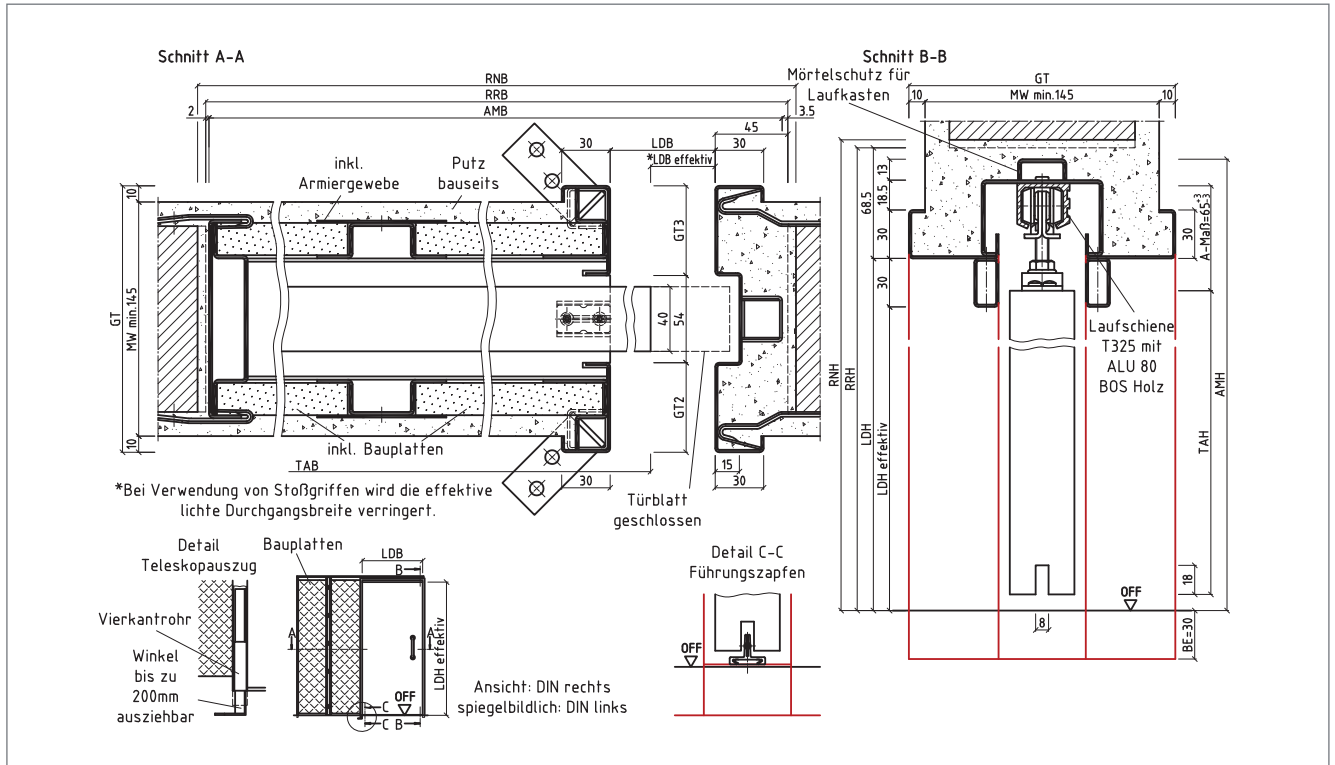 Schnitt A-A
RNB
RRB
AMB
2
3.5
45
30
LDB
30
*LDB effektiv
inkl.
Armiergewebe
Putz
bauseits
10
GT
MW min.145
10
GT3
40
54
GT2
inkl. Bauplatten
TAB
30
15
30
*Bei Verwendung von Stoßgriffen wird die effektive
lichte Durchgangsbreite verringert.
Türblatt
geschlossen
Schnitt B-B
Mörtelschutz für
Laufkasten
GT
10
MW min.145
10
13
18.5
68.5
30
30
30
A-Maß=65-3
RNH
RRH
LDH
LDH effektiv
Laufschiene
T325 mit
ALU 80
BOS Holz
AMH
TAH
18
OFF
8
BE=30
Detail
Teleskopauszug
Vierkantrohr
Winkel
bis zu
200mm
ausziehbar
Bauplatten
LDB
B
A
A
LDH effektiv
C
OFF
C
B
Ansicht: DIN rechts
spiegelbildlich: DIN links
Detail C-C
Führungszapfen
OFF